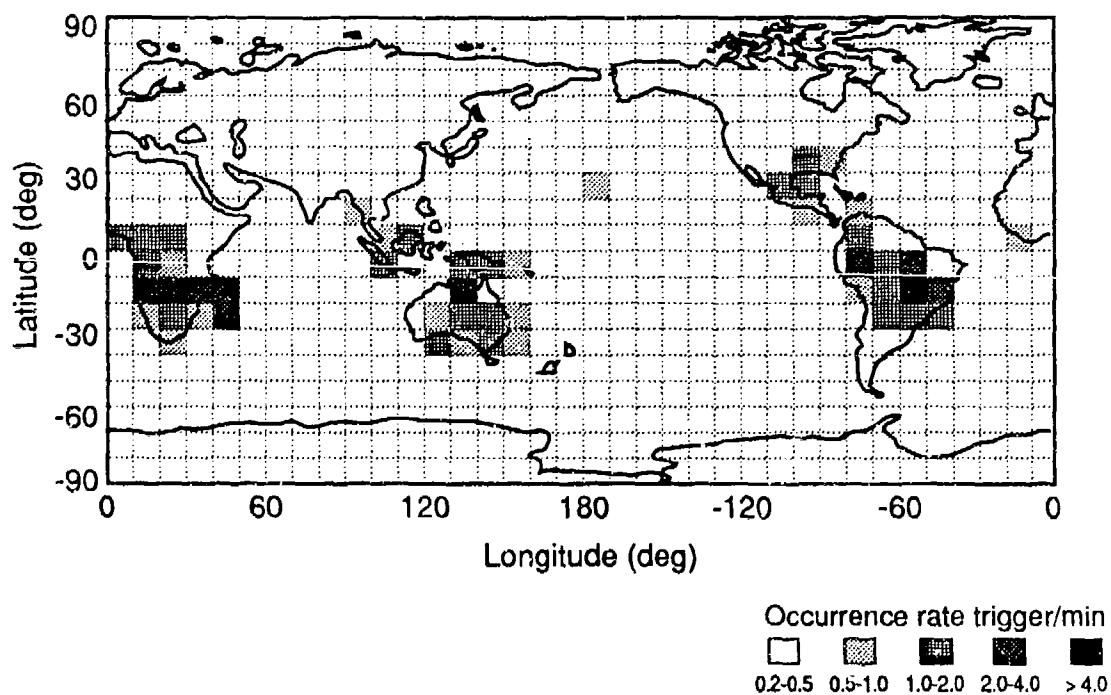 90
60
30
0
-30
-60
-90
Latitude (deg)
0 60 120 180 -120 -60 0
Longitude (deg)
Occurrence rate trigger/min
0.2-0.5 0.5-1.0 1.0-2.0 2.0-4.0 > 4.0